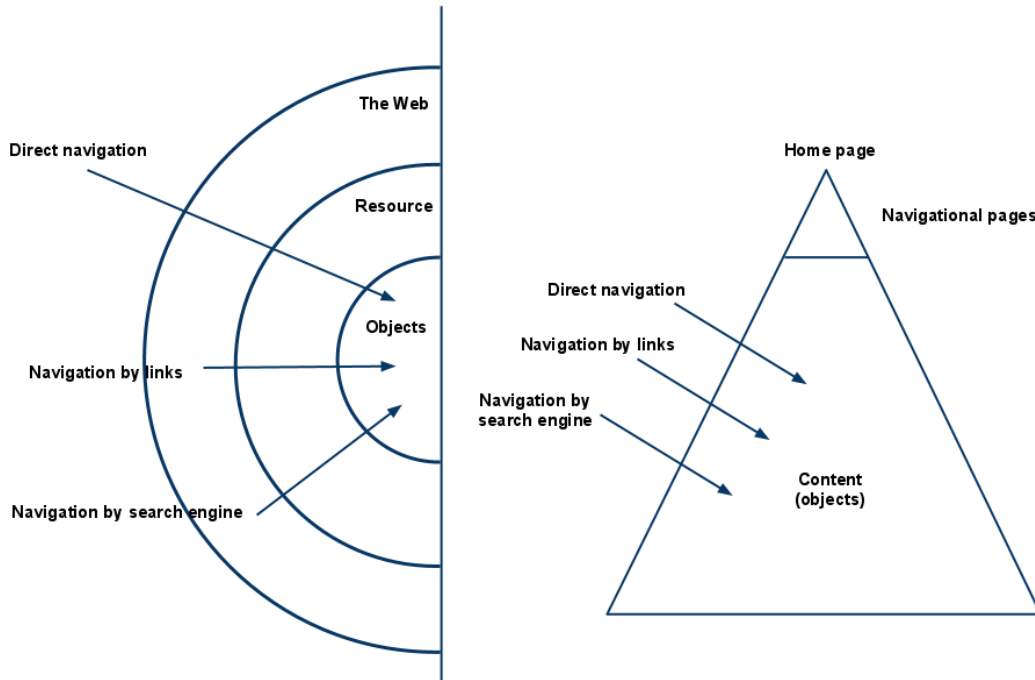 The Web
Direct navigation
Resource
Objects
Navigation by links
Navigation by search engine
Home page
Navigational pages
Direct navigation
Navigation by links
Navigation by
search engine
Content
(objects)